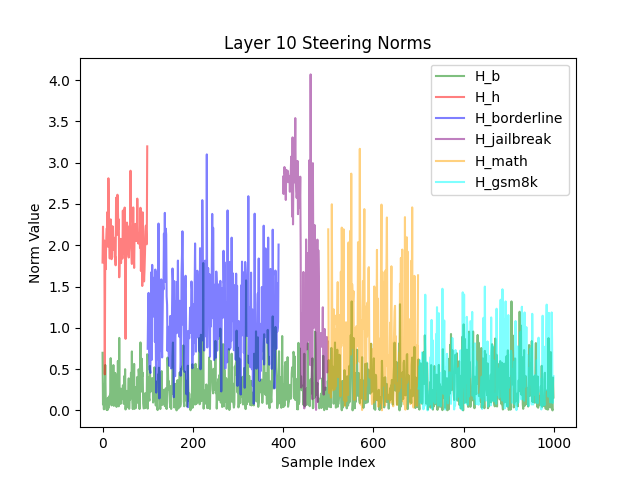 Layer 10 Steering Norms
H_b
H_h
H_borderline
H_jailbreak
H_math
H_gsm8k
Norm Value
4.0
3.5
3.0
2.5
2.0
1.5
1.0
0.5
0.0
0
200
400
600
800
1000
Sample Index